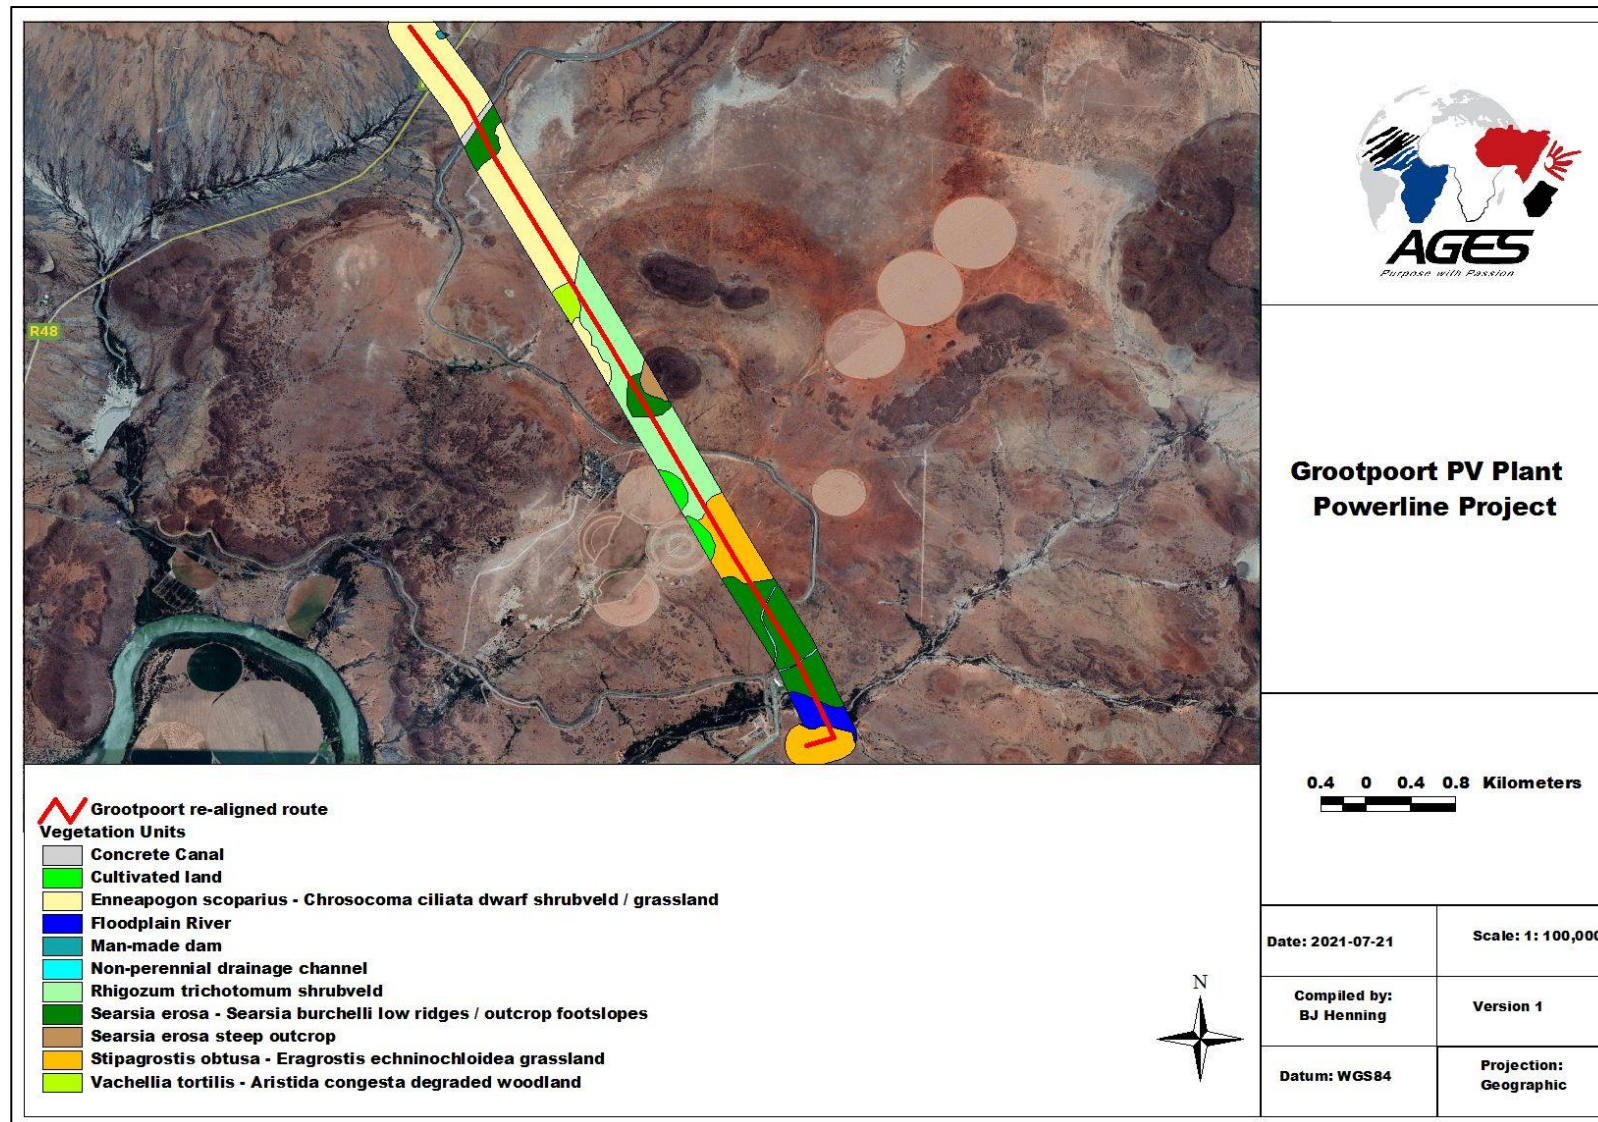 R48
AGES
Purpose with Passion
Grootpoort PV Plant
Powerline Project
0.4 0 0.4 0.8 Kilometers
Grootpoort re-aligned route
Vegetation Units
Concrete Canal
Cultivated land
Enneapogon scoparius - Chrosocoma ciliata dwarf shrubveld / grassland
Floodplain River
Man-made dam
Non-perennial drainage channel
Rhigozum trichotomum shrubveld
Searsia erosa - Searsia burchelli low ridges / outcrop footslopes
Searsia erosa steep outcrop
Stipagrostis obtusa - Eragrostis echninochloidea grassland
Vachellia tortilis - Aristida congesta degraded woodland
N
Date: 2021-07-21
Scale: 1: 100,000
Compiled by:
BJ Henning
Version 1
Datum: WGS84
Projection:
Geographic